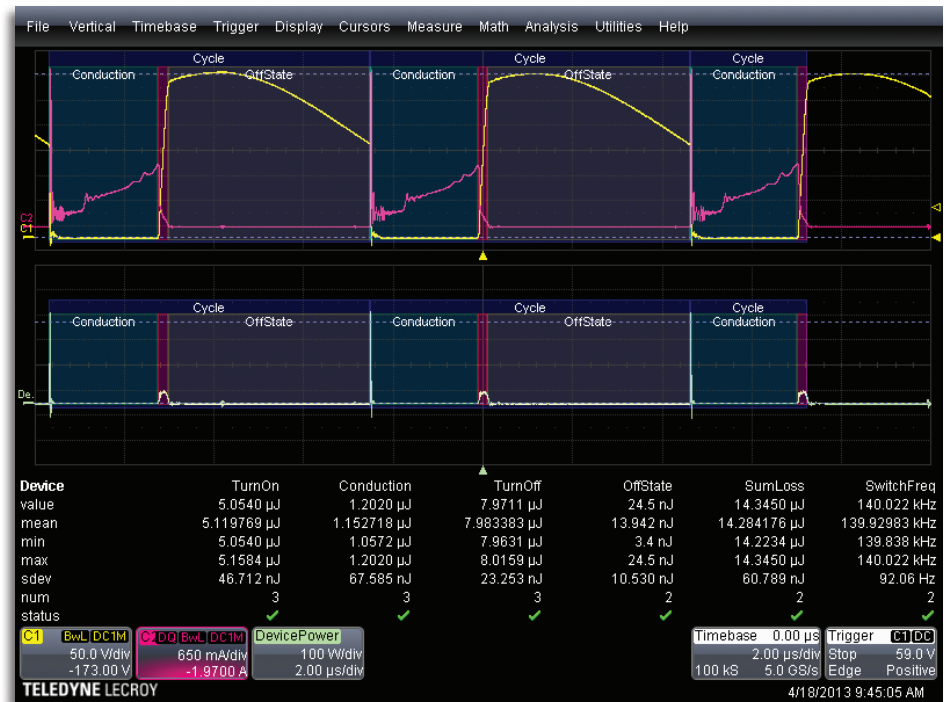 File Vertical Timebase Trigger Display Cursors Measure Math Analysis Utilities Help
Cycle Cycle Cycle
Conduction OffState Conduction OffState Conduction
C2
C1
Cycle Cycle Cycle
Conduction OffState Conduction OffState Conduction
De.
Device TurnOn Conduction TurnOff OffState SumLoss SwitchFreq
value 5.0540 µJ 1.2020 µJ 7.9711 µJ 24.5 nJ 14.3450 µJ 140.022 kHz
mean 5.119769 µJ 1.152718 µJ 7.983383 µJ 13.942 nJ 14.284176 µJ 139.92983 kHz
min 5.0540 µJ 1.0572 µJ 7.9631 µJ 3.4 nJ 14.2234 µJ 139.838 kHz
max 5.1584 µJ 1.2020 µJ 8.0159 µJ 24.5 nJ 14.3450 µJ 140.022 kHz
sdev 46.712 nJ 67.585 nJ 23.253 nJ 10.530 nJ 60.789 nJ 92.06 Hz
num 3 3 3 2 2 2
status
C1 BwL DC1M C2 DQ BwL DC1M DevicePower Timebase 0.00 µs Trigger C1 DC
50.0 V/div 650 mA/div 100 W/div 2.00 µs/div Stop 59.0 V
-173.00 V -1.9700 A 2.00 µs/div 100 kS 5.0 GS/s Edge Positive
TELEDYNE LECROY 4/18/2013 9:45:05 AM